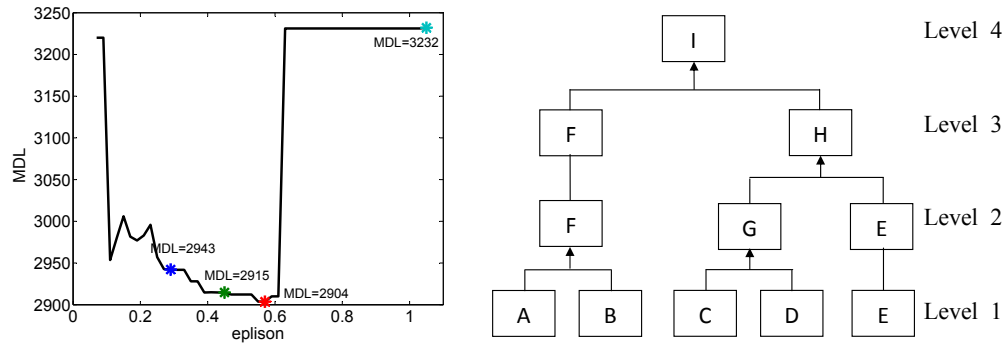 3250
3200
3150
3100
3050
3000
2950
2900
MDL
0
0.2
0.4
0.6
0.8
1
eplison
MDL=3232
MDL=2943
MDL=2915
MDL=2904
I
Level 4
F
H
Level 3
F
G
E
Level 2
A
B
C
D
E
Level 1